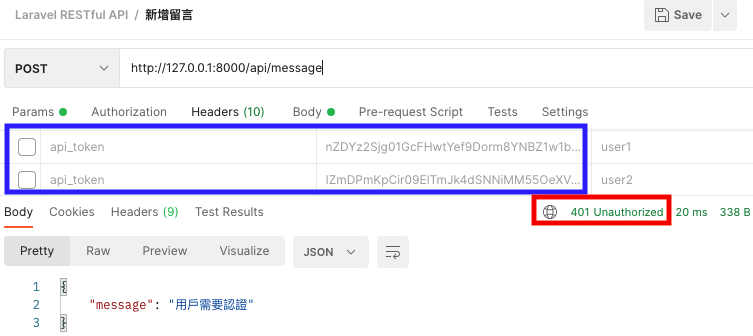 Laravel RESTful API / 新增留言
Save
POST http://127.0.0.1:8000/api/message
Params Authorization Headers (10) Body Pre-request Script Tests Settings
api_token nZDYz2Sjg01GcFHwtYef9Dorm8YNBZ1w1b... user1
api_token IZmDPmKpCir09ElTmJk4dSNNiMM55OeXV... user2
Body Cookies Headers (9) Test Results 401 Unauthorized 20 ms 338 B
Pretty Raw Preview Visualize JSON
1 {
2 "message": "用戶需要認證"
3 }